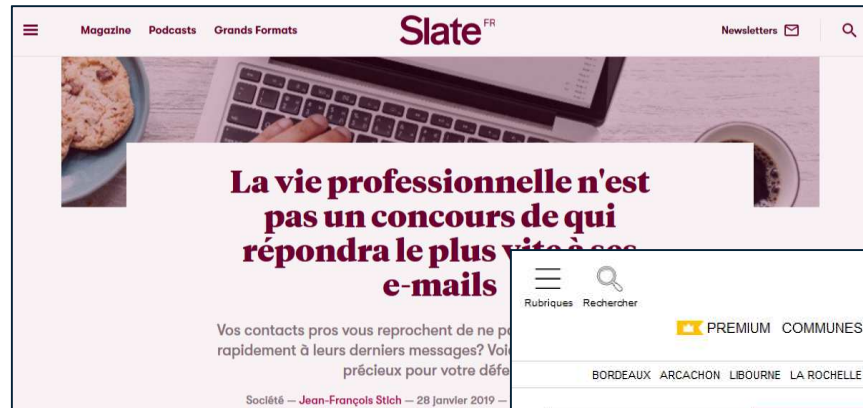 Magazine Podcasts Grands Formats Slate FR Newsletters
La vie professionnelle n'est
pas un concours de qui
répondra le plus vite à ses
e-mails
Vos contacts pros vous reprochent de ne
rapidement à leurs derniers messages?
précieux pour votre
Société — Jean-François Stich — 28 janvier 2019 —
Rubriques Rechercher
PREMIUM COMMUNES
BORDEAUX ARCACHON LIBOURNE LA ROCHELLE